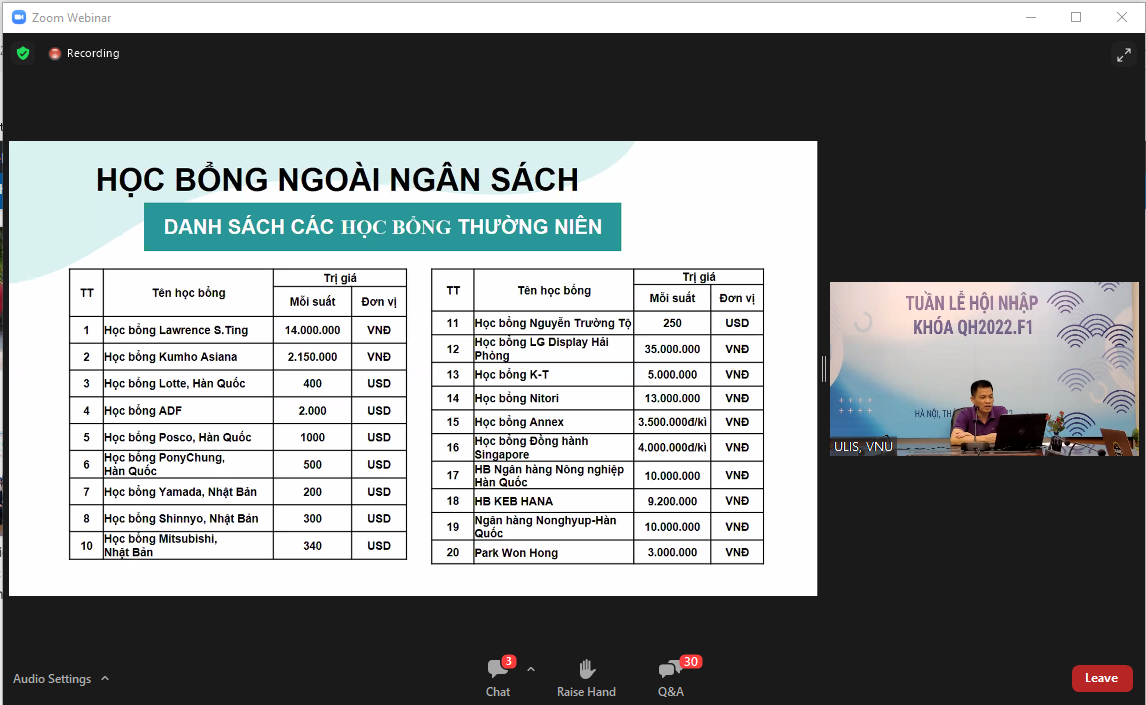 Zoom Webinar
Recording
HỌC BỔNG NGOÀI NGÂN SÁCH
DANH SÁCH CÁC HỌC BỔNG THƯỜNG NIÊN
TT Tên học bổng Trị giá
Mỗi suất Đơn vị
1 Học bổng Lawrence S.Ting 14.000.000 VNĐ
2 Học bổng Kumho Asiana 2.150.000 VNĐ
3 Học bổng Lotte, Hàn Quốc 400 USD
4 Học bổng ADF 2.000 USD
5 Học bổng Posco, Hàn Quốc 1000 USD
6 Học bổng PonyChung, 500 USD
Hàn Quốc
7 Học bổng Yamada, Nhật Bản 200 USD
8 Học bổng Shinnyo, Nhật Bản 300 USD
10 Học bổng Mitsubishi, 340 USD
Nhật Bản
TT Tên học bổng Trị giá
Mỗi suất Đơn vị
11 Học bổng Nguyễn Trường Tộ 250 USD
12 Học bổng LG Display Hải 35.000.000 VNĐ
Phòng
13 Học bổng K-T 5.000.000 VNĐ
14 Học bổng Nitori 13.000.000 VNĐ
15 Học bổng Annex 3.500.000đ/kì VNĐ
16 Học bổng Đồng hành 4.000.000đ/kì VNĐ
Singapore
17 HB Ngân hàng Nông nghiệp 10.000.000 VNĐ
Hàn Quốc
18 HB KEB HANA 9.200.000 VNĐ
19 Ngân hàng Nonghyup-Hàn 10.000.000 VNĐ
Quốc
20 Park Won Hong 3.000.000 VNĐ
TUẦN LỄ HỘI NHẬP
KHÓA QH2022.F1
HÀ NỘI, TH
ULIS, VNU
Audio Settings
3
Chat
Raise Hand
30
Q&A
Leave